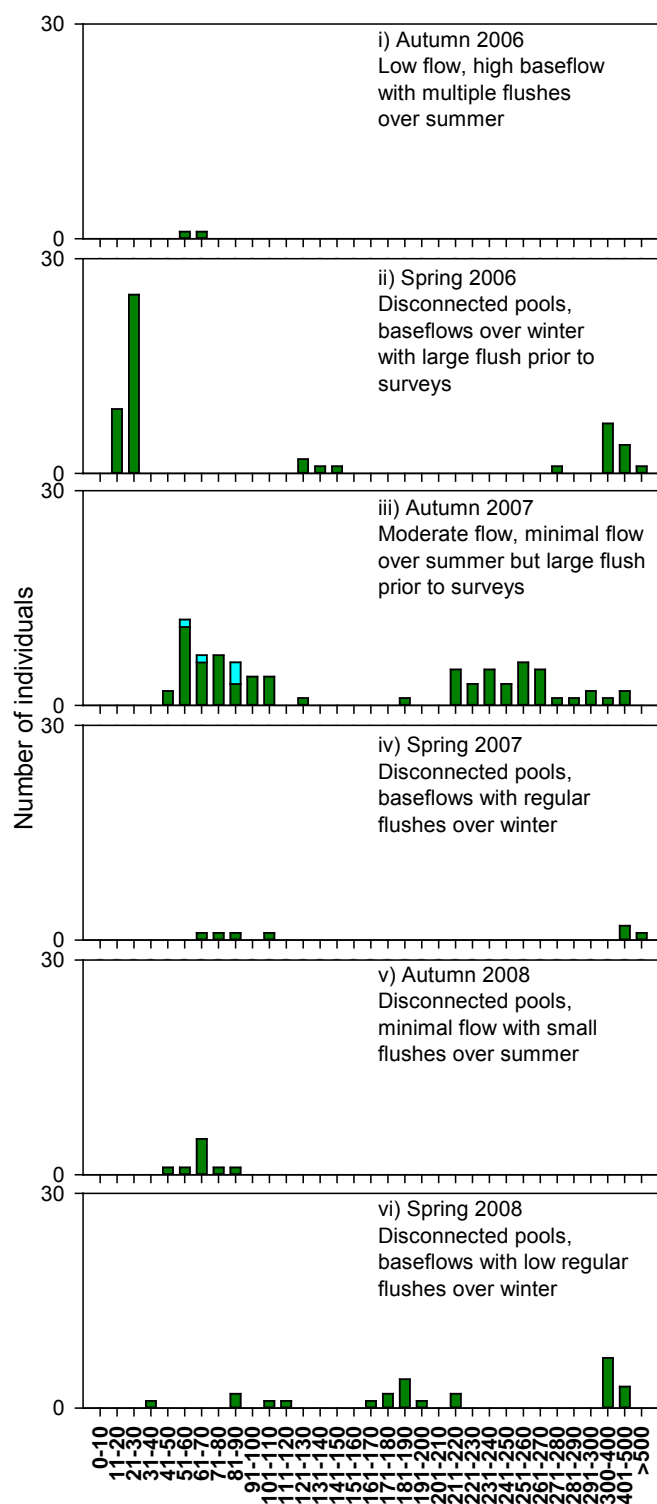 30
i) Autumn 2006
Low flow, high baseflow
with multiple flushes
over summer
0
30
ii) Spring 2006
Disconnected pools,
baseflows over winter
with large flush prior to
surveys
0
30
iii) Autumn 2007
Moderate flow, minimal flow
over summer but large flush
prior to surveys
0
Number of individuals
30
iv) Spring 2007
Disconnected pools,
baseflows with regular
flushes over winter
0
30
v) Autumn 2008
Disconnected pools,
minimal flow with small
flushes over summer
0
30
vi) Spring 2008
Disconnected pools,
baseflows with low regular
flushes over winter
0
0-10
11-20
21-30
31-40
41-50
51-60
61-70
71-80
81-90
91-100
101-110
111-120
121-130
131-140
141-150
151-160
161-170
171-180
181-190
191-200
201-210
211-220
221-230
231-240
241-250
251-260
261-270
271-280
281-290
291-300
300-400
401-500
>500